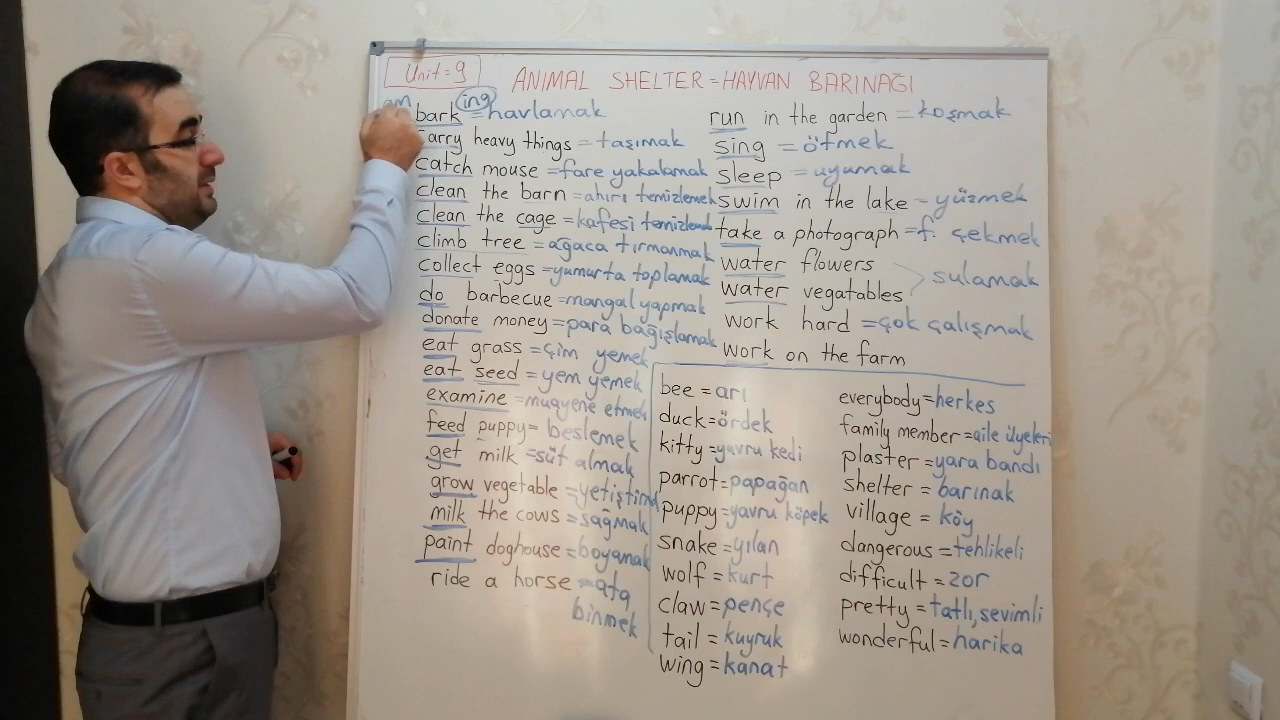 Unit = 9
ANIMAL SHELTER = HAYVAN BARINAĞI
am
bark ing = havlamak
carry heavy things = taşımak
catch mouse = fare yakalamak
clean the barn = ahırı temizlemek
clean the cage = kafesi temizlemek
climb tree = ağaca tırmanmak
collect eggs = yumurta toplamak
do barbecue = mangal yapmak
donate money = para bağışlamak
eat grass = çim yemek
eat seed = yem yemek
examine = muayene etmek
feed puppy = beslemek
get milk = süt almak
grow vegetable = yetiştirmek
milk the cows = sağmak
paint doghouse = boyamak
ride a horse = ata
binmek
run in the garden = koşmak
sing = ötmek
sleep = uyumak
swim in the lake = yüzmek
take a photograph = f. çekmek
water flowers
water vegatables
sulamak
work hard = çok çalışmak
work on the farm
bee = arı
duck = ördek
kitty = yavru kedi
parrot = papağan
puppy = yavru köpek
snake = yılan
wolf = kurt
claw = pençe
tail = kuyruk
wing = kanat
everybody = herkes
family member = aile üyeleri
plaster = yara bandı
shelter = barınak
village = köy
dangerous = tehlikeli
difficult = zor
pretty = tatlı, sevimli
wonderful = harika